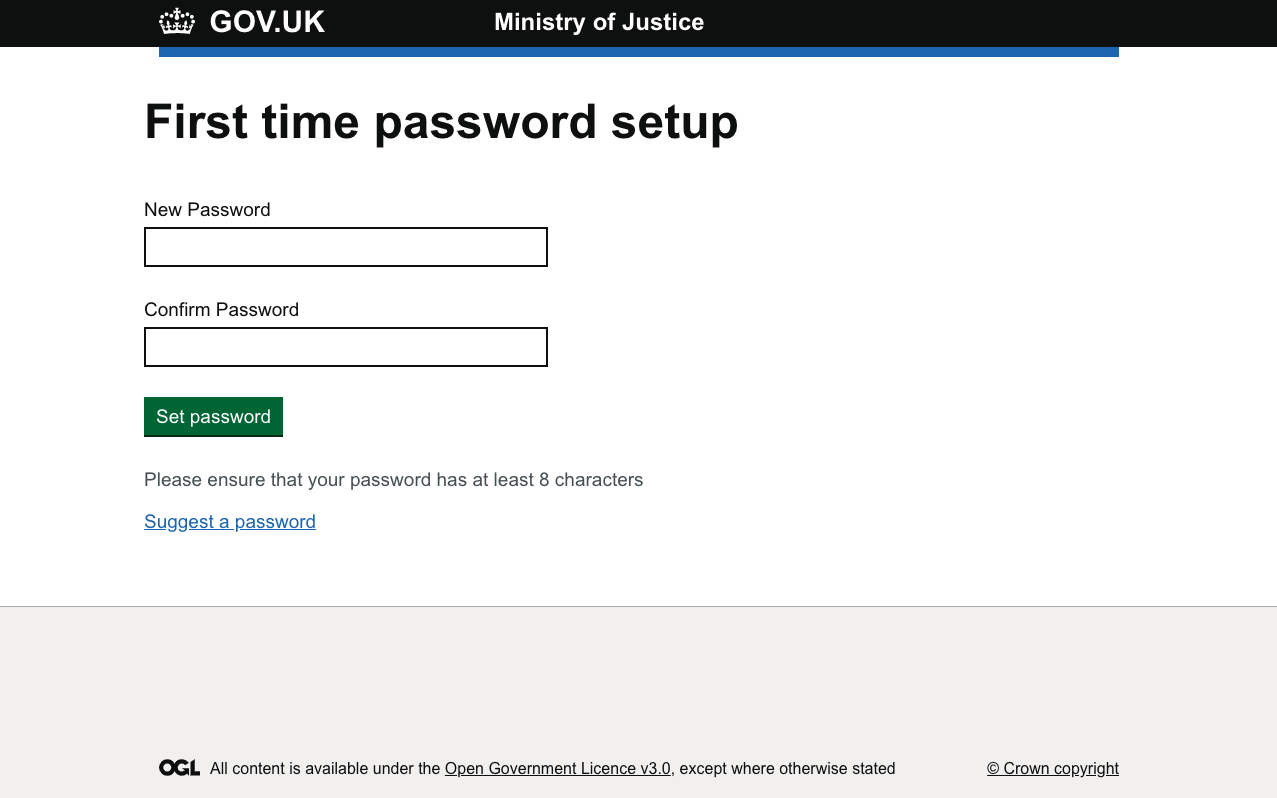 GOV.UK Ministry of Justice
First time password setup
New Password
Confirm Password
Set password
Please ensure that your password has at least 8 characters
Suggest a password
OGL All content is available under the Open Government Licence v3.0, except where otherwise stated © Crown copyright